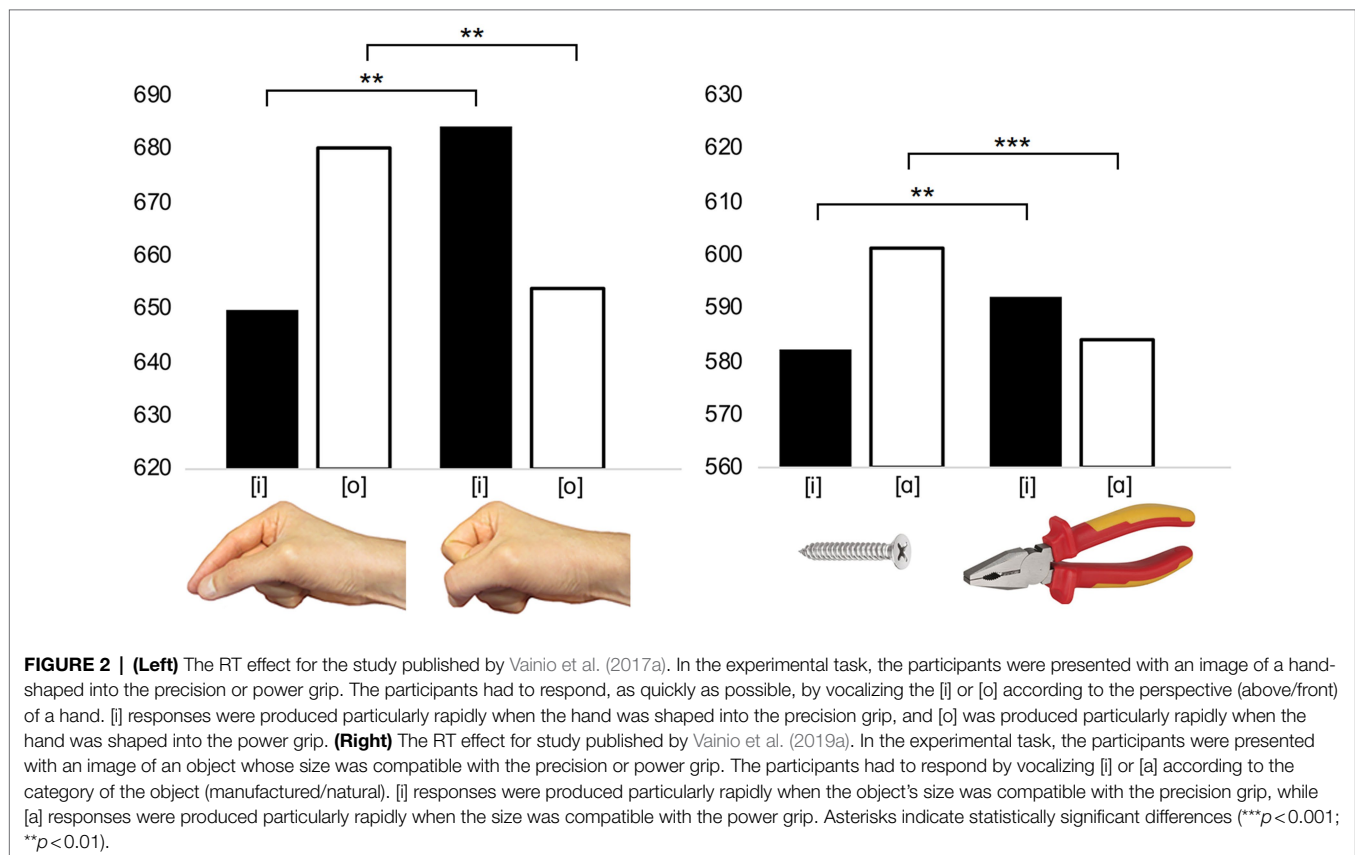 **
**
690
680
670
660
650
640
630
620
[i]
[o]
[i]
[o]
630
620
610
600
590
580
570
560
***
**
[i]
[ɑ]
[i]
[ɑ]
FIGURE 2 | (Left) The RT effect for the study published by Vainio et al. (2017a). In the experimental task, the participants were presented with an image of a hand-
shaped into the precision or power grip. The participants had to respond, as quickly as possible, by vocalizing the [i] or [o] according to the perspective (above/front)
of a hand. [i] responses were produced particularly rapidly when the hand was shaped into the precision grip, and [o] was produced particularly rapidly when the
hand was shaped into the power grip. (Right) The RT effect for study published by Vainio et al. (2019a). In the experimental task, the participants were presented
with an image of an object whose size was compatible with the precision or power grip. The participants had to respond by vocalizing [i] or [ɑ] according to the
category of the object (manufactured/natural). [i] responses were produced particularly rapidly when the object's size was compatible with the precision grip, while
[ɑ] responses were produced particularly rapidly when the size was compatible with the power grip. Asterisks indicate statistically significant differences (***p < 0.001;
**p < 0.01).